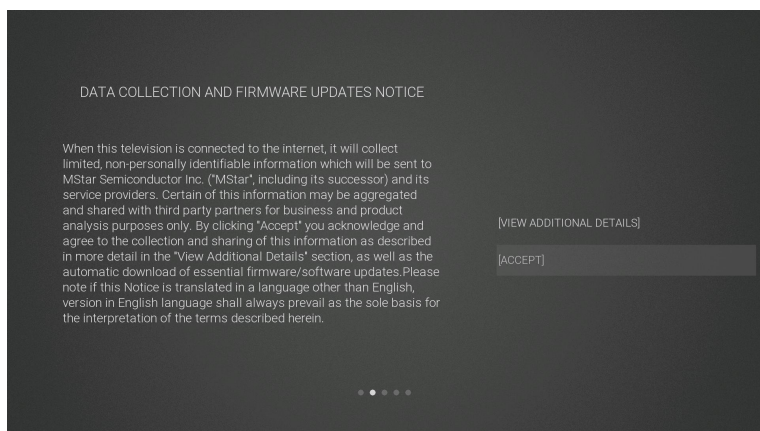 DATA COLLECTION AND FIRMWARE UPDATES NOTICE
When this television is connected to the internet, it will collect
limited, non-personally identifiable information which will be sent to
MStar Semiconductor Inc. ("MStar", including its successor) and its
service providers. Certain of this information may be aggregated
and shared with third party partners for business and product
analysis purposes only. By clicking "Accept" you acknowledge and
agree to the collection and sharing of this information as described
in more detail in the "View Additional Details" section, as well as the
automatic download of essential firmware/software updates.Please
note if this Notice is translated in a language other than English,
version in English language shall always prevail as the sole basis for
the interpretation of the terms described herein.
[VIEW ADDITIONAL DETAILS]
[ACCEPT]